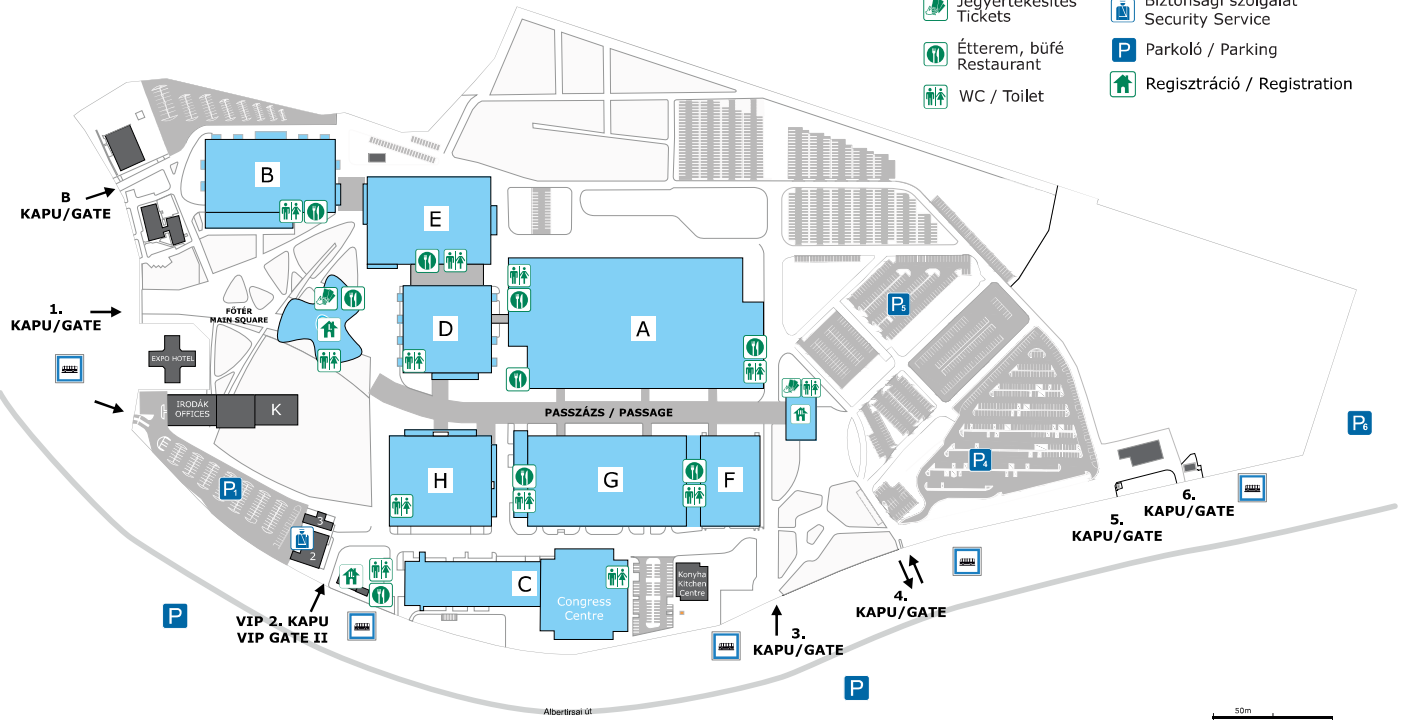 Jegyértékesítés
Tickets
Biztonsági szolgálat
Security Service
Étterem, büfé
Restaurant
P Parkoló / Parking
WC / Toilet
Regisztráció / Registration
B
KAPU/GATE
B
E
1.
KAPU/GATE
FŐTÉR
MAIN SQUARE
D
A
P5
EXPO HOTEL
IRODÁK
OFFICES
K
PASSZÁZS / PASSAGE
P6
H
G
F
P4
P1
6.
KAPU/GATE
5.
KAPU/GATE
3
2
C
Congress
Centre
Konyha
Kitchen
Centre
4.
KAPU/GATE
P
VIP 2. KAPU
VIP GATE II
3.
KAPU/GATE
P
Albertirsai út
50m